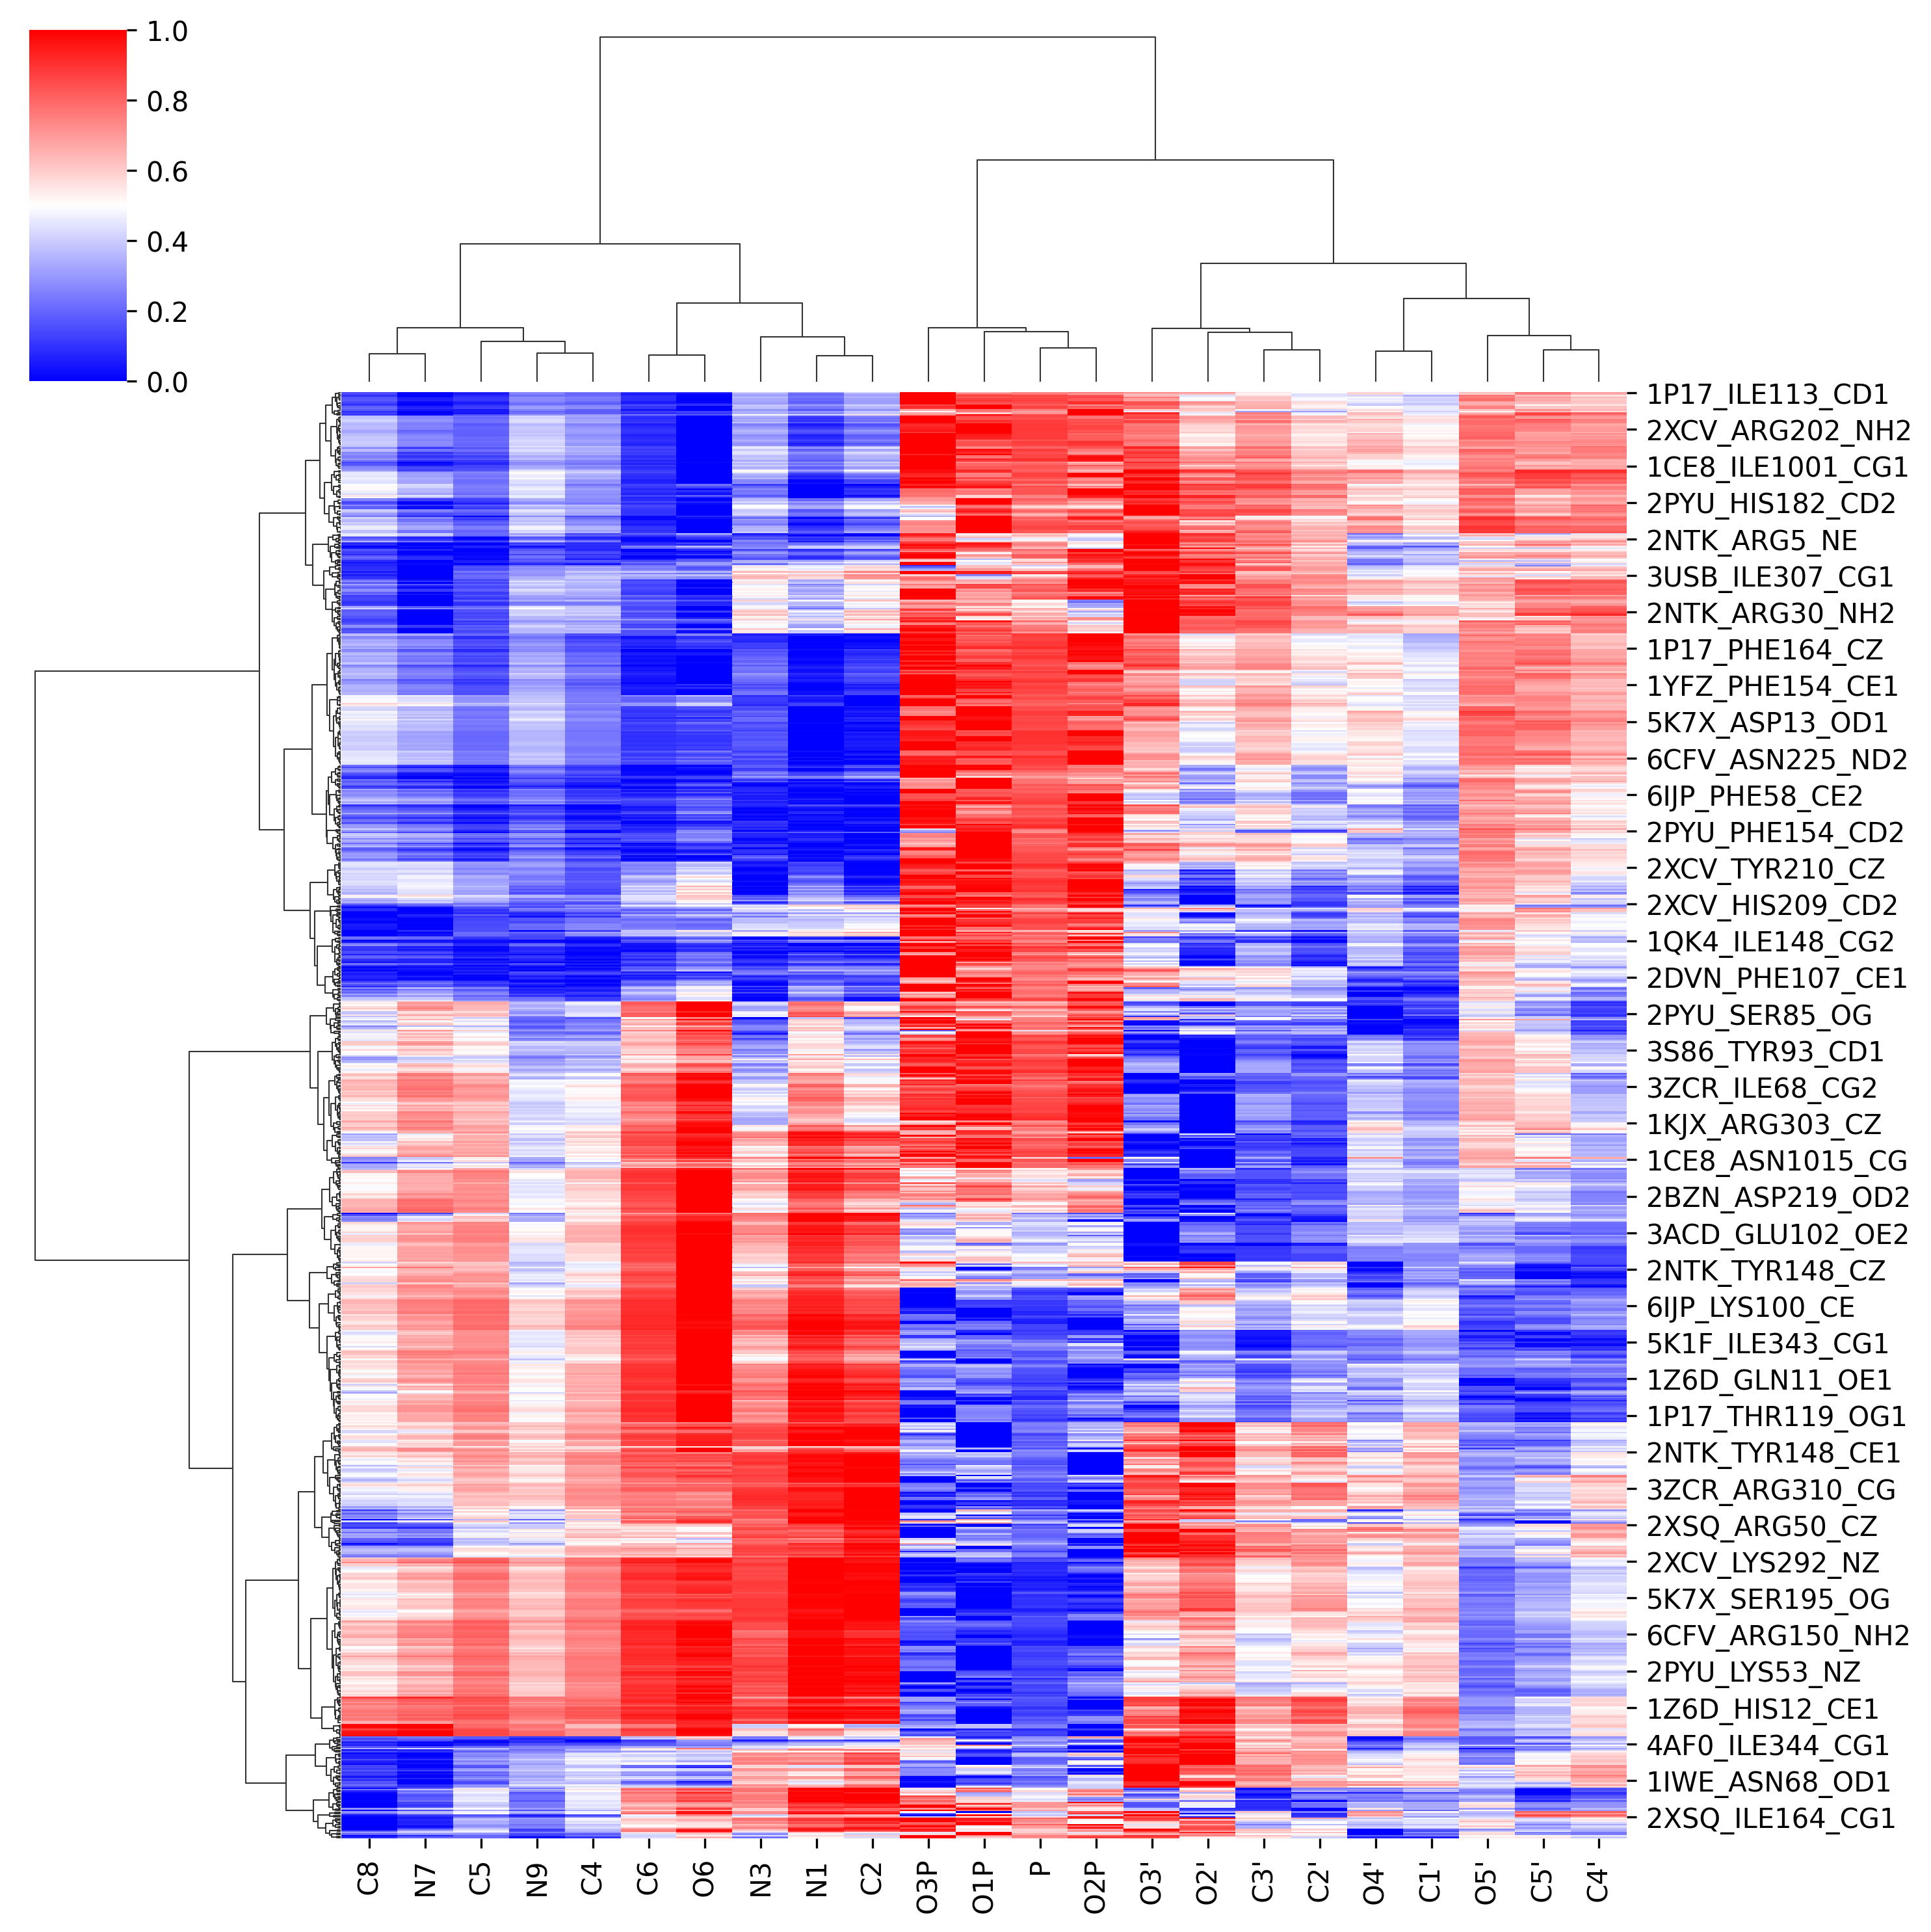 1.0
0.8
0.6
0.4
0.2
0.0
1P17_ILE113_CD1
2XCV_ARG202_NH2
1CE8_ILE1001_CG1
2PYU_HIS182_CD2
2NTK_ARG5_NE
3USB_ILE307_CG1
2NTK_ARG30_NH2
1P17_PHE164_CZ
1YFZ_PHE154_CE1
5K7X_ASP13_OD1
6CFV_ASN225_ND2
6IJP_PHE58_CE2
2PYU_PHE154_CD2
2XCV_TYR210_CZ
2XCV_HIS209_CD2
1QK4_ILE148_CG2
2DVN_PHE107_CE1
2PYU_SER85_OG
3S86_TYR93_CD1
3ZCR_ILE68_CG2
1KJX_ARG303_CZ
1CE8_ASN1015_CG
2BZN_ASP219_OD2
3ACD_GLU102_OE2
2NTK_TYR148_CZ
6IJP_LYS100_CE
5K1F_ILE343_CG1
1Z6D_GLN11_OE1
1P17_THR119_OG1
2NTK_TYR148_CE1
3ZCR_ARG310_CG
2XSQ_ARG50_CZ
2XCV_LYS292_NZ
5K7X_SER195_OG
6CFV_ARG150_NH2
2PYU_LYS53_NZ
1Z6D_HIS12_CE1
4AF0_ILE344_CG1
1IWE_ASN68_OD1
2XSQ_ILE164_CG1
C8
N7
C5
N9
C4
C6
O6
N3
N1
C2
O3P
O1P
P
O2P
O3'
O2'
C3'
C2'
O4'
C1'
O5'
C5'
C4'